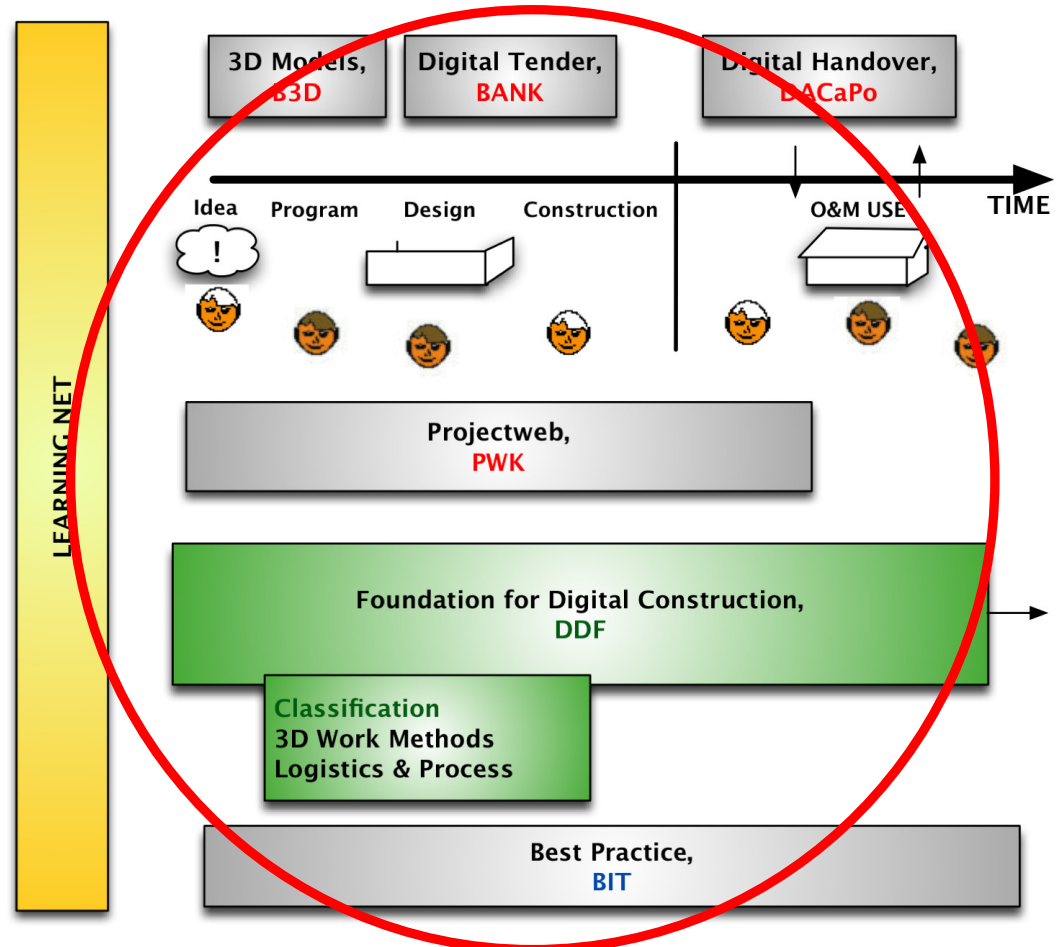 LEARNING NET
3D Models,
B3D
Digital Tender,
BANK
Digital Handover,
DACaPo
TIME
Idea
Program
Design
Construction
O&M USE
!
Projectweb,
PWK
Foundation for Digital Construction,
DDF
Classification
3D Work Methods
Logistics & Process
Best Practice,
BIT